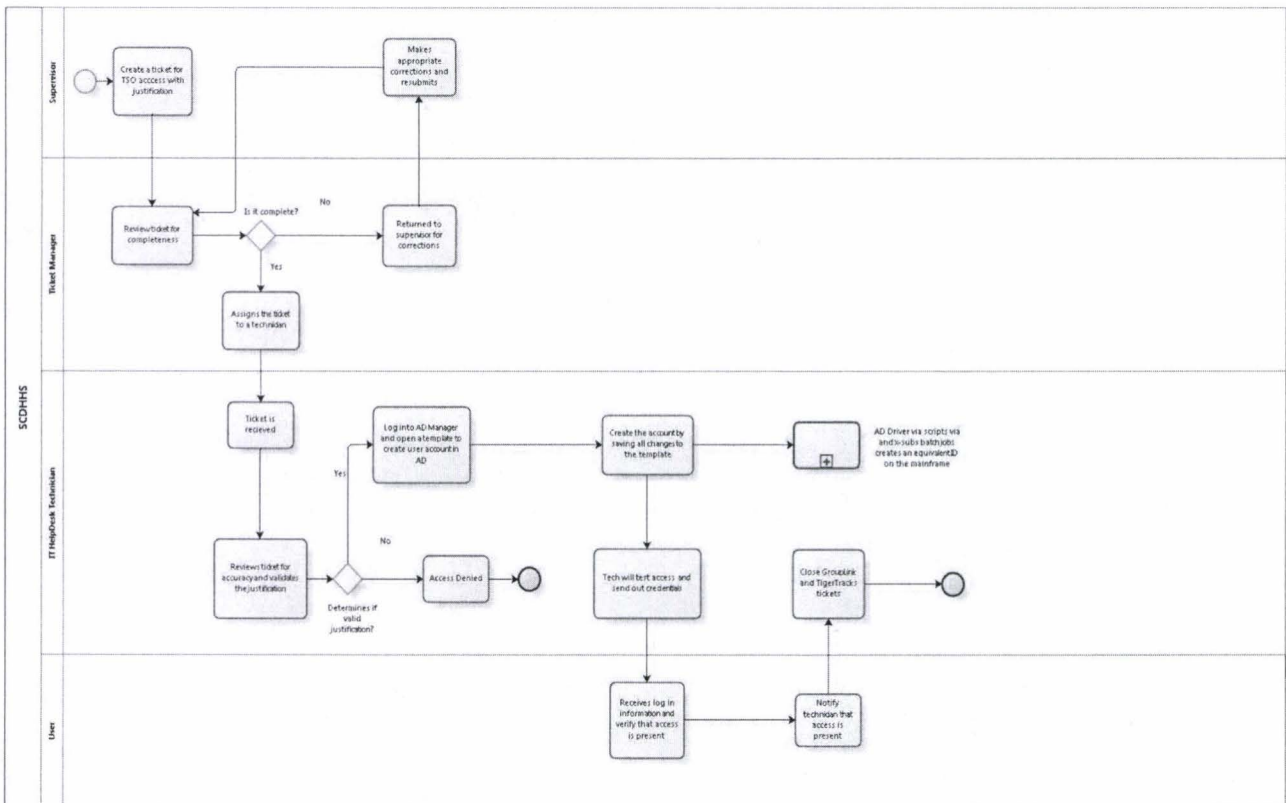 SCDHHS
Supervisor
Create a ticket for
TSO acccess with
justification
Makes
appropriate
corrections and
resubmits
Ticket Manager
Review ticket for
completeness
Is it complete?
No
Returned to
supervisor for
corrections
Yes
Assigns the ticket
to a technician
IT HelpDesk Technician
Ticket is
recieved
Reviews ticket for
accuracy and validates
the justification
Determines if
valid
justification?
Yes
No
Access Denied
Log into AD Manager
and open a template to
create user account in
AD
Create the account by
saving all changes to
the template
AD Driver via scripts via
and x-subs batch jobs
creates an equivalent ID
on the mainframe
Tech will test access and
send out credentials
Close GroupLink
and TigerTracks
tickets
User
Receives log in
information and
verify that access
is present
Notify
technician that
access is
present